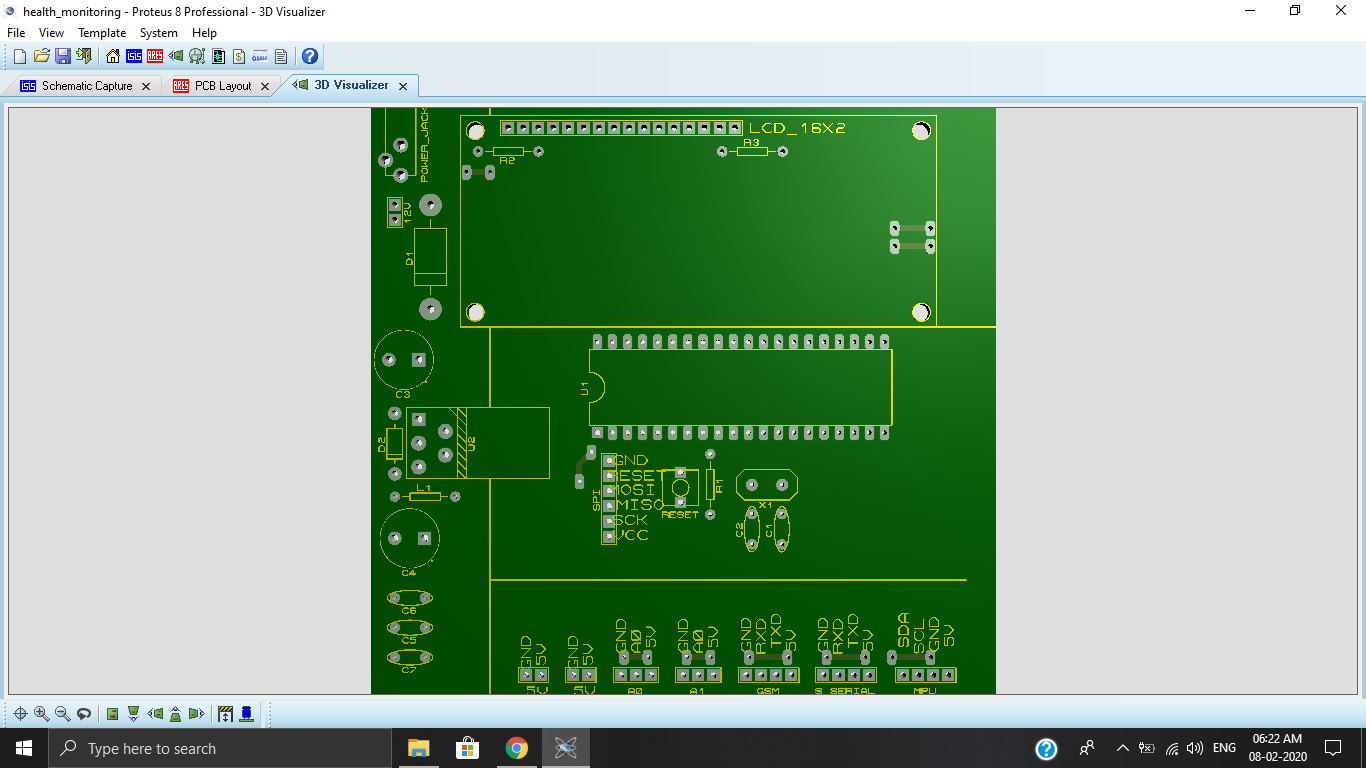 health_monitoring - Proteus 8 Professional - 3D Visualizer
File View Template System Help
Schematic Capture
PCB Layout
3D Visualizer
POWER_JACK
LCD_16X2
R2
R3
12V
D1
C3
U1
D2
U2
L1
C4
C6
C5
C7
SPI
GND
RESET
MOSI
MISO
SCK
VCC
RESET
R1
X1
C2
C1
GND
5V
5V
GND
5V
5V
GND
A0
5V
A0
GND
A0
5V
A1
GND
RXD
TXD
5V
GSM
GND
RXD
TXD
5V
S SERIAL
SDA
SCL
GND
5V
MPU
Type here to search
ENG
06:22 AM
08-02-2020